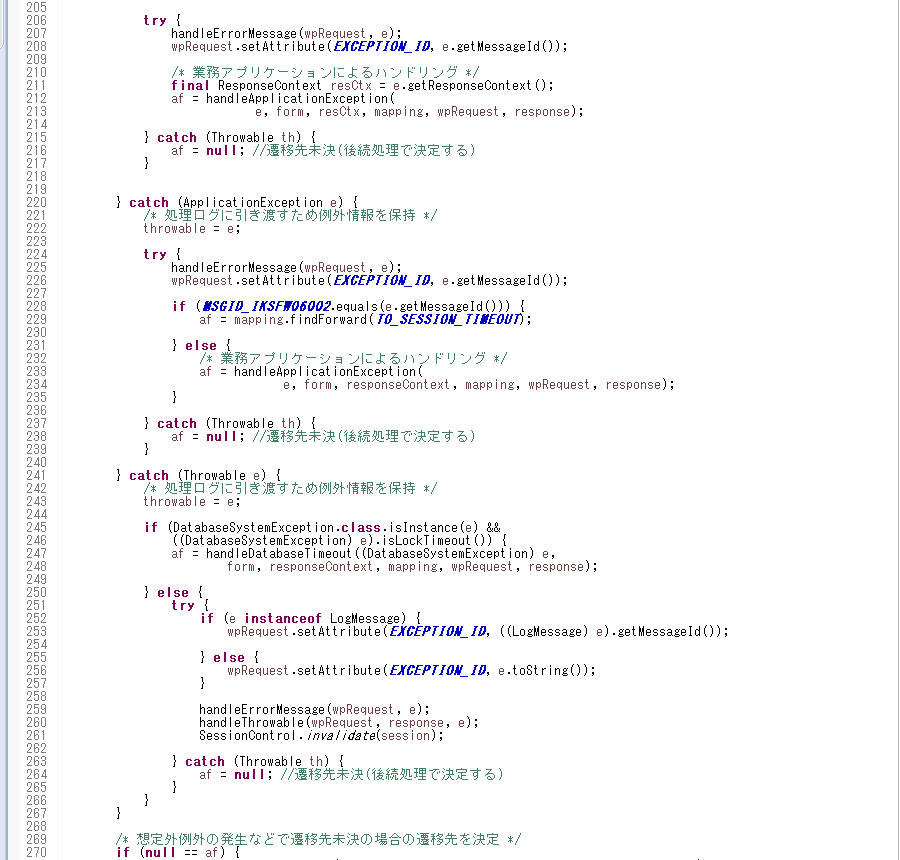 205
206 try {
207 handleErrorMessage(wpRequest, e);
208 wpRequest.setAttribute(EXCEPTION_ID, e.getMessageId());
209
210 /* 業務アプリケーションによるハンドリング */
211 final ResponseContext resCtx = e.getResponseContext();
212 af = handleApplicationException(
213 e, form, resCtx, mapping, wpRequest, response);
214
215 } catch (Throwable th) {
216 af = null; //遷移先未決(後続処理で決定する)
217 }
218
219
220 } catch (ApplicationException e) {
221 /* 処理ログに引き渡すため例外情報を保持 */
222 throwable = e;
223
224 try {
225 handleErrorMessage(wpRequest, e);
226 wpRequest.setAttribute(EXCEPTION_ID, e.getMessageId());
227
228 if (MSGID_IKSFW06002.equals(e.getMessageId())) {
229 af = mapping.findForward(TO_SESSION_TIMEOUT);
230
231 } else {
232 /* 業務アプリケーションによるハンドリング */
233 af = handleApplicationException(
234 e, form, responseContext, mapping, wpRequest, response);
235 }
236
237 } catch (Throwable th) {
238 af = null; //遷移先未決(後続処理で決定する)
239 }
240
241 } catch (Throwable e) {
242 /* 処理ログに引き渡すため例外情報を保持 */
243 throwable = e;
244
245 if (DatabaseSystemException.class.isInstance(e) &&
246 ((DatabaseSystemException) e).isLockTimeout()) {
247 af = handleDatabaseTimeout((DatabaseSystemException) e,
248 form, responseContext, mapping, wpRequest, response);
249
250 } else {
251 try {
252 if (e instanceof LogMessage) {
253 wpRequest.setAttribute(EXCEPTION_ID, ((LogMessage) e).getMessageId());
254
255 } else {
256 wpRequest.setAttribute(EXCEPTION_ID, e.toString());
257 }
258
259 handleErrorMessage(wpRequest, e);
260 handleThrowable(wpRequest, response, e);
261 SessionControl.invalidate(session);
262
263 } catch (Throwable th) {
264 af = null; //遷移先未決(後続処理で決定する)
265 }
266 }
267 }
268
269 /* 想定外例外の発生などで遷移先未決の場合の遷移先を決定 */
270 if (null == af) {